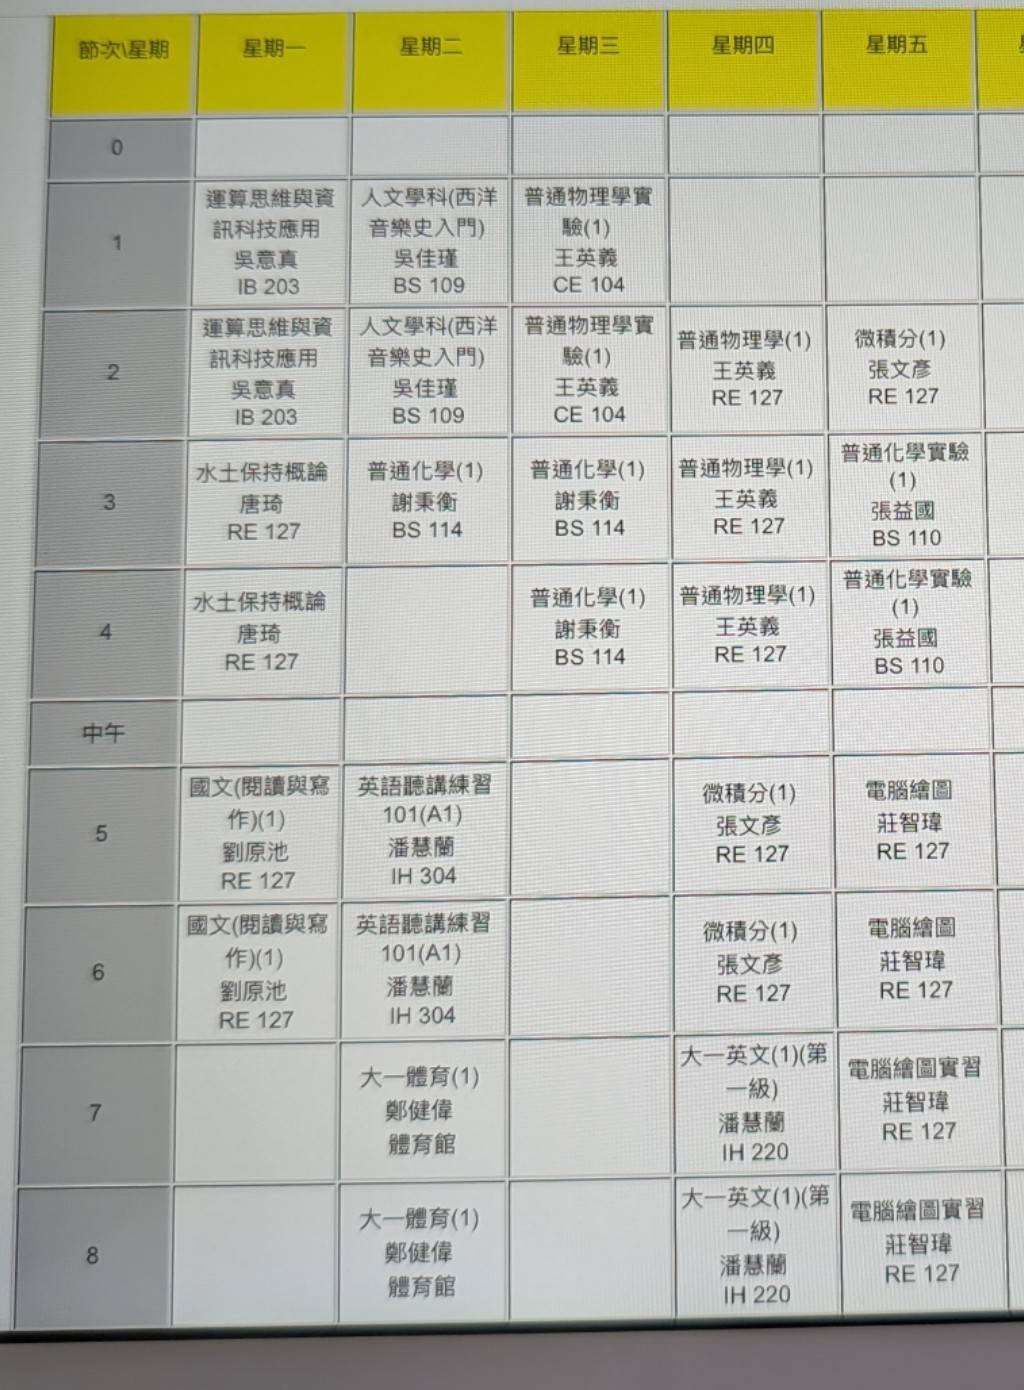 節次\星期 星期一 星期二 星期三 星期四 星期五
0
1
運算思維與資
訊科技應用
吳意真
IB 203
人文學科(西洋
音樂史入門)
吳佳瑾
BS 109
普通物理學實
驗(1)
王英義
CE 104
2
運算思維與資
訊科技應用
吳意真
IB 203
人文學科(西洋
音樂史入門)
吳佳瑾
BS 109
普通物理學實
驗(1)
王英義
CE 104
普通物理學(1)
王英義
RE 127
微積分(1)
張文彥
RE 127
3
水土保持概論
唐琦
RE 127
普通化學(1)
謝秉衡
BS 114
普通化學(1)
謝秉衡
BS 114
普通物理學(1)
王英義
RE 127
普通化學實驗
(1)
張益國
BS 110
4
水土保持概論
唐琦
RE 127
普通化學(1)
謝秉衡
BS 114
普通物理學(1)
王英義
RE 127
普通化學實驗
(1)
張益國
BS 110
中午
5
國文(閱讀與寫
作)(1)
劉原池
RE 127
英語聽講練習
101(A1)
潘慧蘭
IH 304
微積分(1)
張文彥
RE 127
電腦繪圖
莊智瑋
RE 127
6
國文(閱讀與寫
作)(1)
劉原池
RE 127
英語聽講練習
101(A1)
潘慧蘭
IH 304
微積分(1)
張文彥
RE 127
電腦繪圖
莊智瑋
RE 127
7
大一體育(1)
鄭健偉
體育館
大一英文(1)(第
一級)
潘慧蘭
IH 220
電腦繪圖實習
莊智瑋
RE 127
8
大一體育(1)
鄭健偉
體育館
大一英文(1)(第
一級)
潘慧蘭
IH 220
電腦繪圖實習
莊智瑋
RE 127